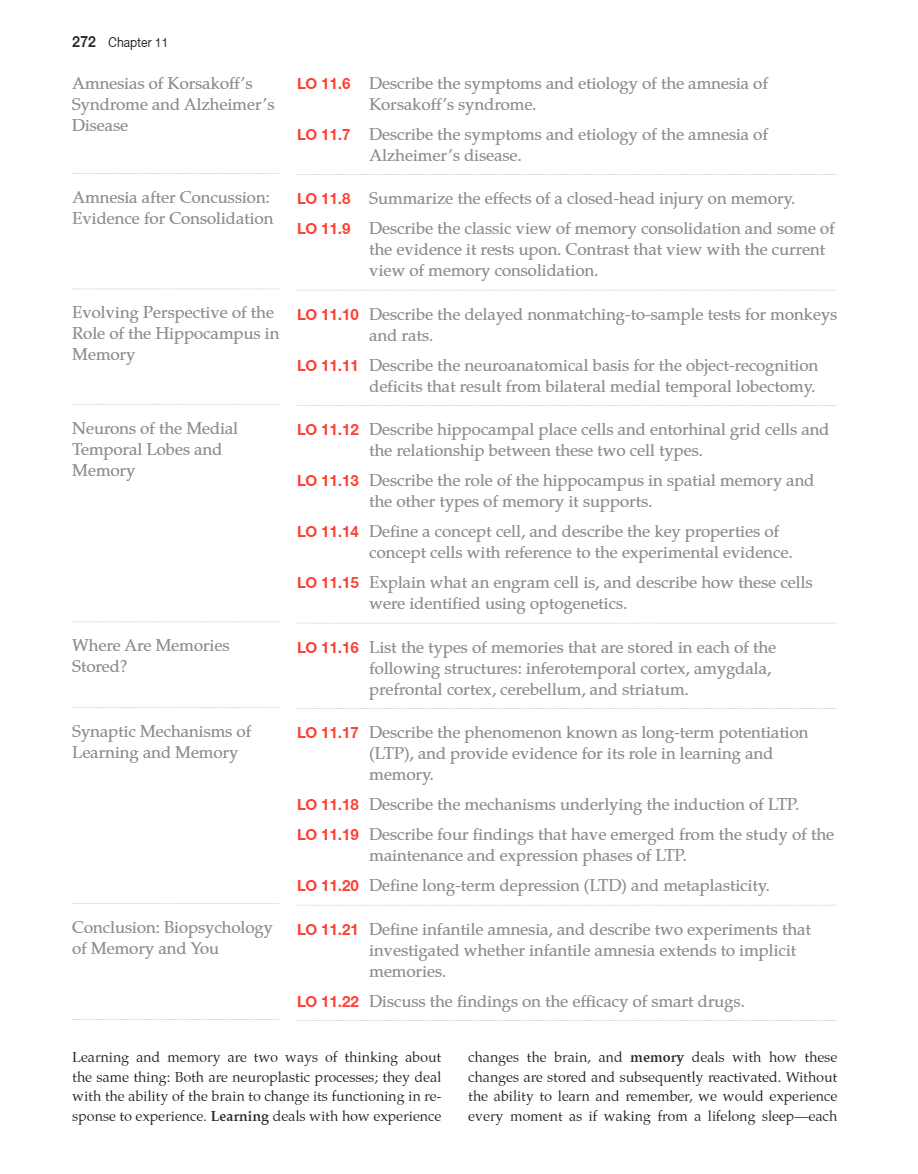 272 Chapter 11
Amnesias of Korsakoff’s
Syndrome and Alzheimer’s
Disease
LO 11.6 Describe the symptoms and etiology of the amnesia of
Korsakoff’s syndrome.
LO 11.7 Describe the symptoms and etiology of the amnesia of
Alzheimer’s disease.
Amnesia after Concussion:
Evidence for Consolidation
LO 11.8 Summarize the effects of a closed-head injury on memory.
LO 11.9 Describe the classic view of memory consolidation and some of
the evidence it rests upon. Contrast that view with the current
view of memory consolidation.
Evolving Perspective of the
Role of the Hippocampus in
Memory
LO 11.10 Describe the delayed nonmatching-to-sample tests for monkeys
and rats.
LO 11.11 Describe the neuroanatomical basis for the object-recognition
deficits that result from bilateral medial temporal lobectomy.
Neurons of the Medial
Temporal Lobes and
Memory
LO 11.12 Describe hippocampal place cells and entorhinal grid cells and
the relationship between these two cell types.
LO 11.13 Describe the role of the hippocampus in spatial memory and
the other types of memory it supports.
LO 11.14 Define a concept cell, and describe the key properties of
concept cells with reference to the experimental evidence.
LO 11.15 Explain what an engram cell is, and describe how these cells
were identified using optogenetics.
Where Are Memories
Stored?
LO 11.16 List the types of memories that are stored in each of the
following structures: inferotemporal cortex, amygdala,
prefrontal cortex, cerebellum, and striatum.
Synaptic Mechanisms of
Learning and Memory
LO 11.17 Describe the phenomenon known as long-term potentiation
(LTP), and provide evidence for its role in learning and
memory.
LO 11.18 Describe the mechanisms underlying the induction of LTP.
LO 11.19 Describe four findings that have emerged from the study of the
maintenance and expression phases of LTP.
LO 11.20 Define long-term depression (LTD) and metaplasticity.
Conclusion: Biopsychology
of Memory and You
LO 11.21 Define infantile amnesia, and describe two experiments that
investigated whether infantile amnesia extends to implicit
memories.
LO 11.22 Discuss the findings on the efficacy of smart drugs.
Learning and memory are two ways of thinking about
the same thing: Both are neuroplastic processes; they deal
with the ability of the brain to change its functioning in re-
sponse to experience. Learning deals with how experience
changes the brain, and memory deals with how these
changes are stored and subsequently reactivated. Without
the ability to learn and remember, we would experience
every moment as if waking from a lifelong sleep—each